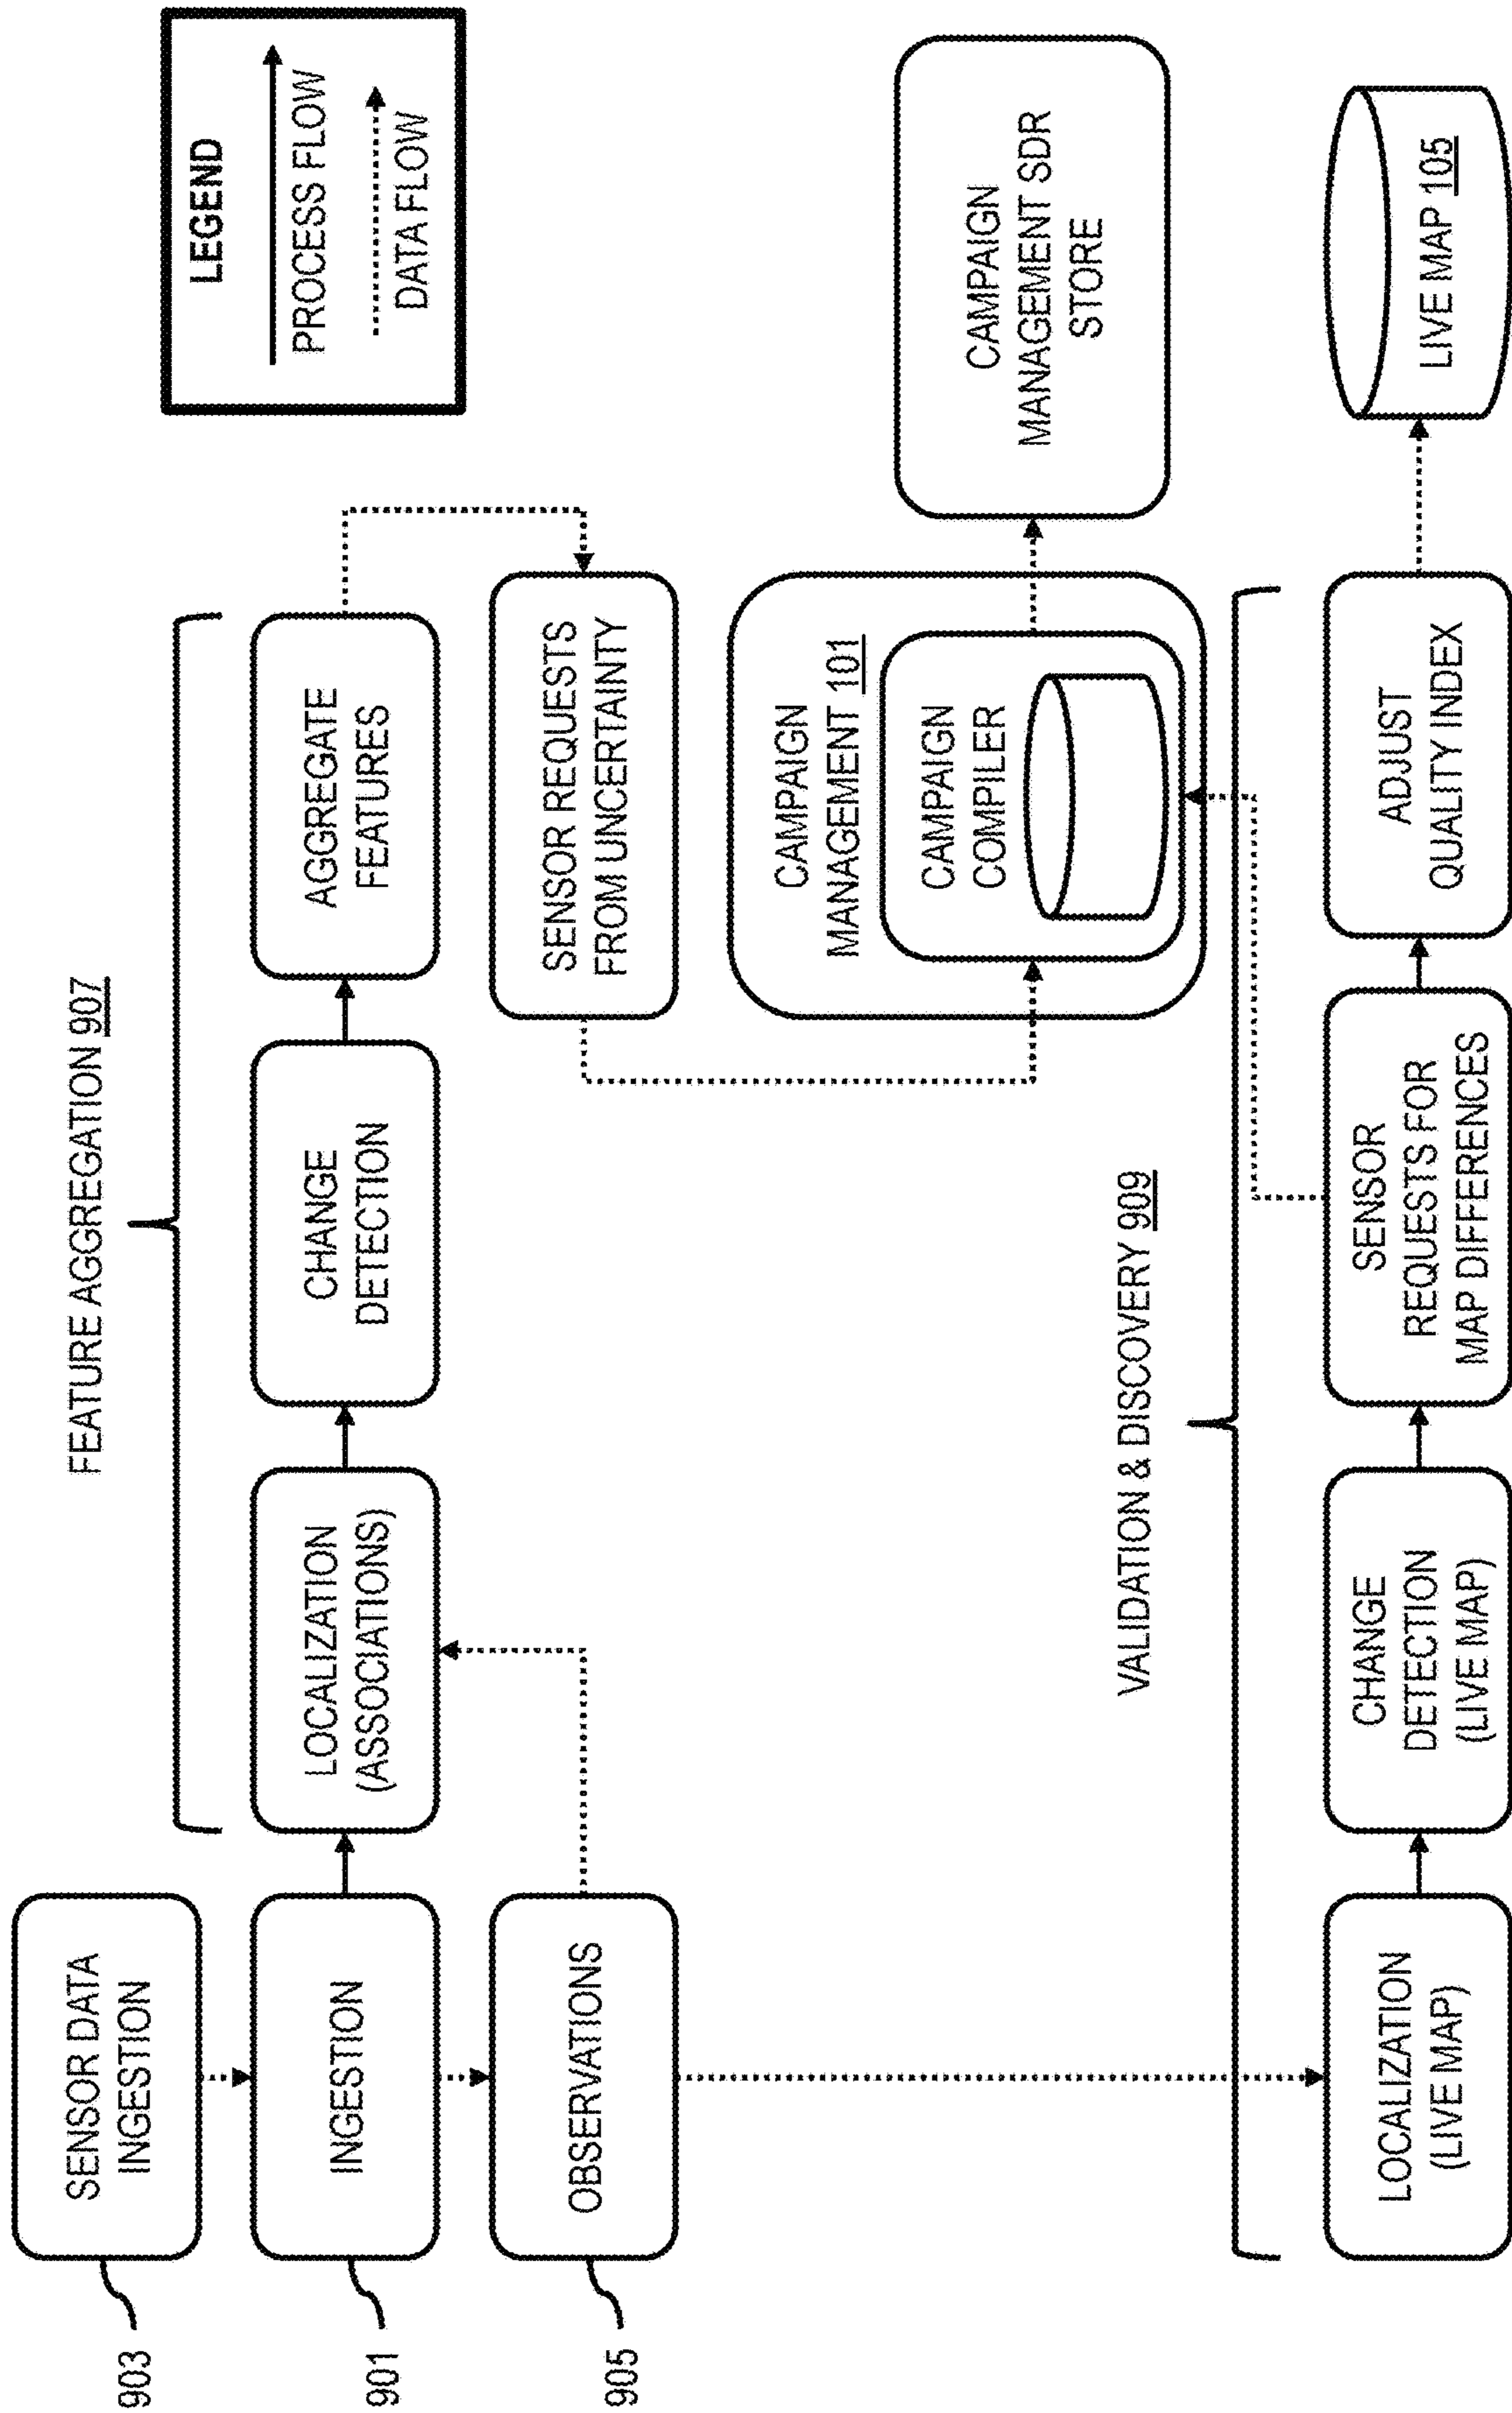 LEGEND
PROCESS FLOW
DATA FLOW
FEATURE AGGREGATION 907
903
SENSOR DATA
INGESTION
901
INGESTION
LOCALIZATION
(ASSOCIATIONS)
CHANGE
DETECTION
AGGREGATE
FEATURES
905
OBSERVATIONS
SENSOR REQUESTS
FROM UNCERTAINTY
CAMPAIGN
MANAGEMENT 101
CAMPAIGN
COMPILER
CAMPAIGN
MANAGEMENT SDR
STORE
VALIDATION & DISCOVERY 909
LOCALIZATION
(LIVE MAP)
CHANGE
DETECTION
(LIVE MAP)
SENSOR
REQUESTS FOR
MAP DIFFERENCES
ADJUST
QUALITY INDEX
LIVE MAP 105